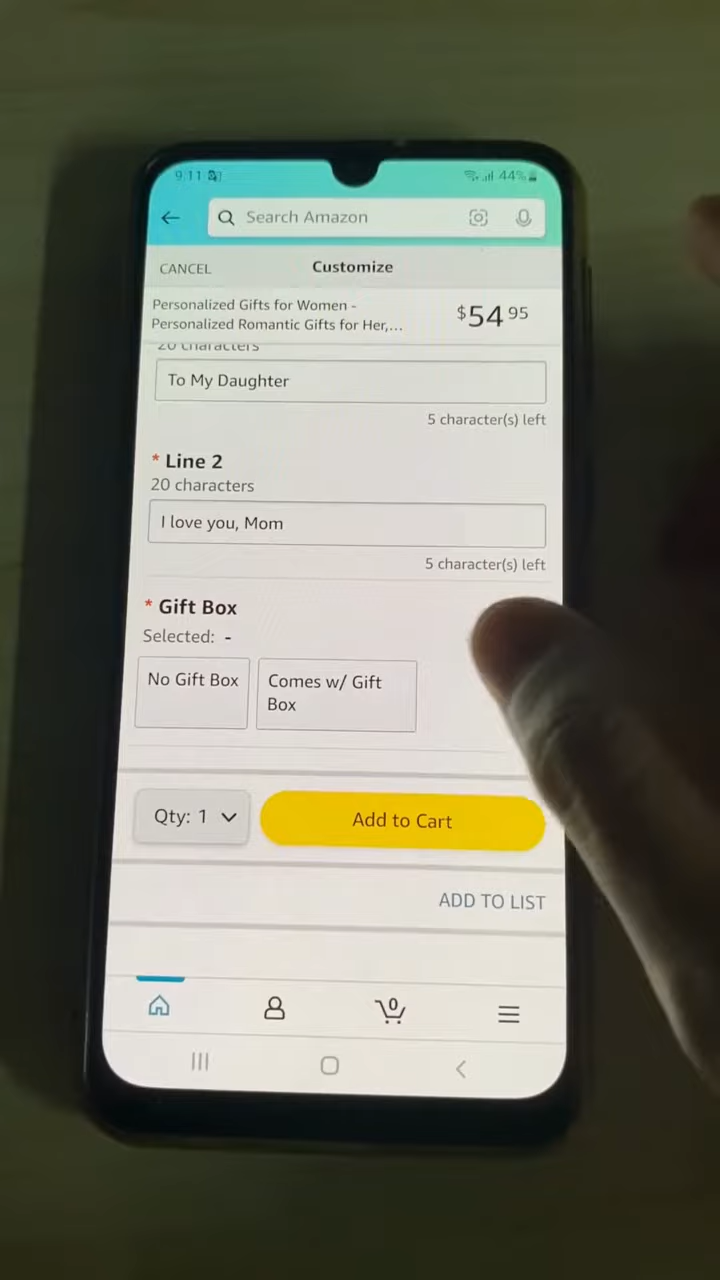 9:11
44%
Search Amazon
CANCEL
Customize
Personalized Gifts for Women -
Personalized Romantic Gifts for Her,...
$54 95
20 characters
To My Daughter
5 character(s) left
* Line 2
20 characters
I love you, Mom
5 character(s) left
* Gift Box
Selected: -
No Gift Box
Comes w/ Gift
Box
Qty: 1
Add to Cart
ADD TO LIST
0